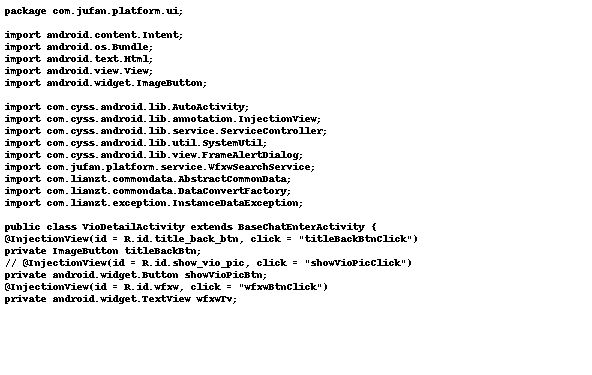 package com.jufan.platform.ui;
import android.content.Intent;
import android.os.Bundle;
import android.text.Html;
import android.view.View;
import android.widget.ImageButton;
import com.cyss.android.lib.AutoActivity;
import com.cyss.android.lib.annotation.InjectionView;
import com.cyss.android.lib.service.ServiceController;
import com.cyss.android.lib.util.SystemUtil;
import com.cyss.android.lib.view.FrameAlertDialog;
import com.jufan.platform.service.WfxwSearchService;
import com.lianzt.commondata.AbstractCommonData;
import com.lianzt.commondata.DataConvertFactory;
import com.lianzt.exception.InstanceDataException;
public class VioDetailActivity extends BaseChatEnterActivity {
@InjectionView(id = R.id.title_back_btn, click = "titleBackBtnClick")
private ImageButton titleBackBtn;
// @InjectionView(id = R.id.show_vio_pic, click = "showVioPicClick")
private android.widget.Button showVioPicBtn;
@InjectionView(id = R.id.wfxw, click = "wfxwBtnClick")
private android.widget.TextView wfxwTv;